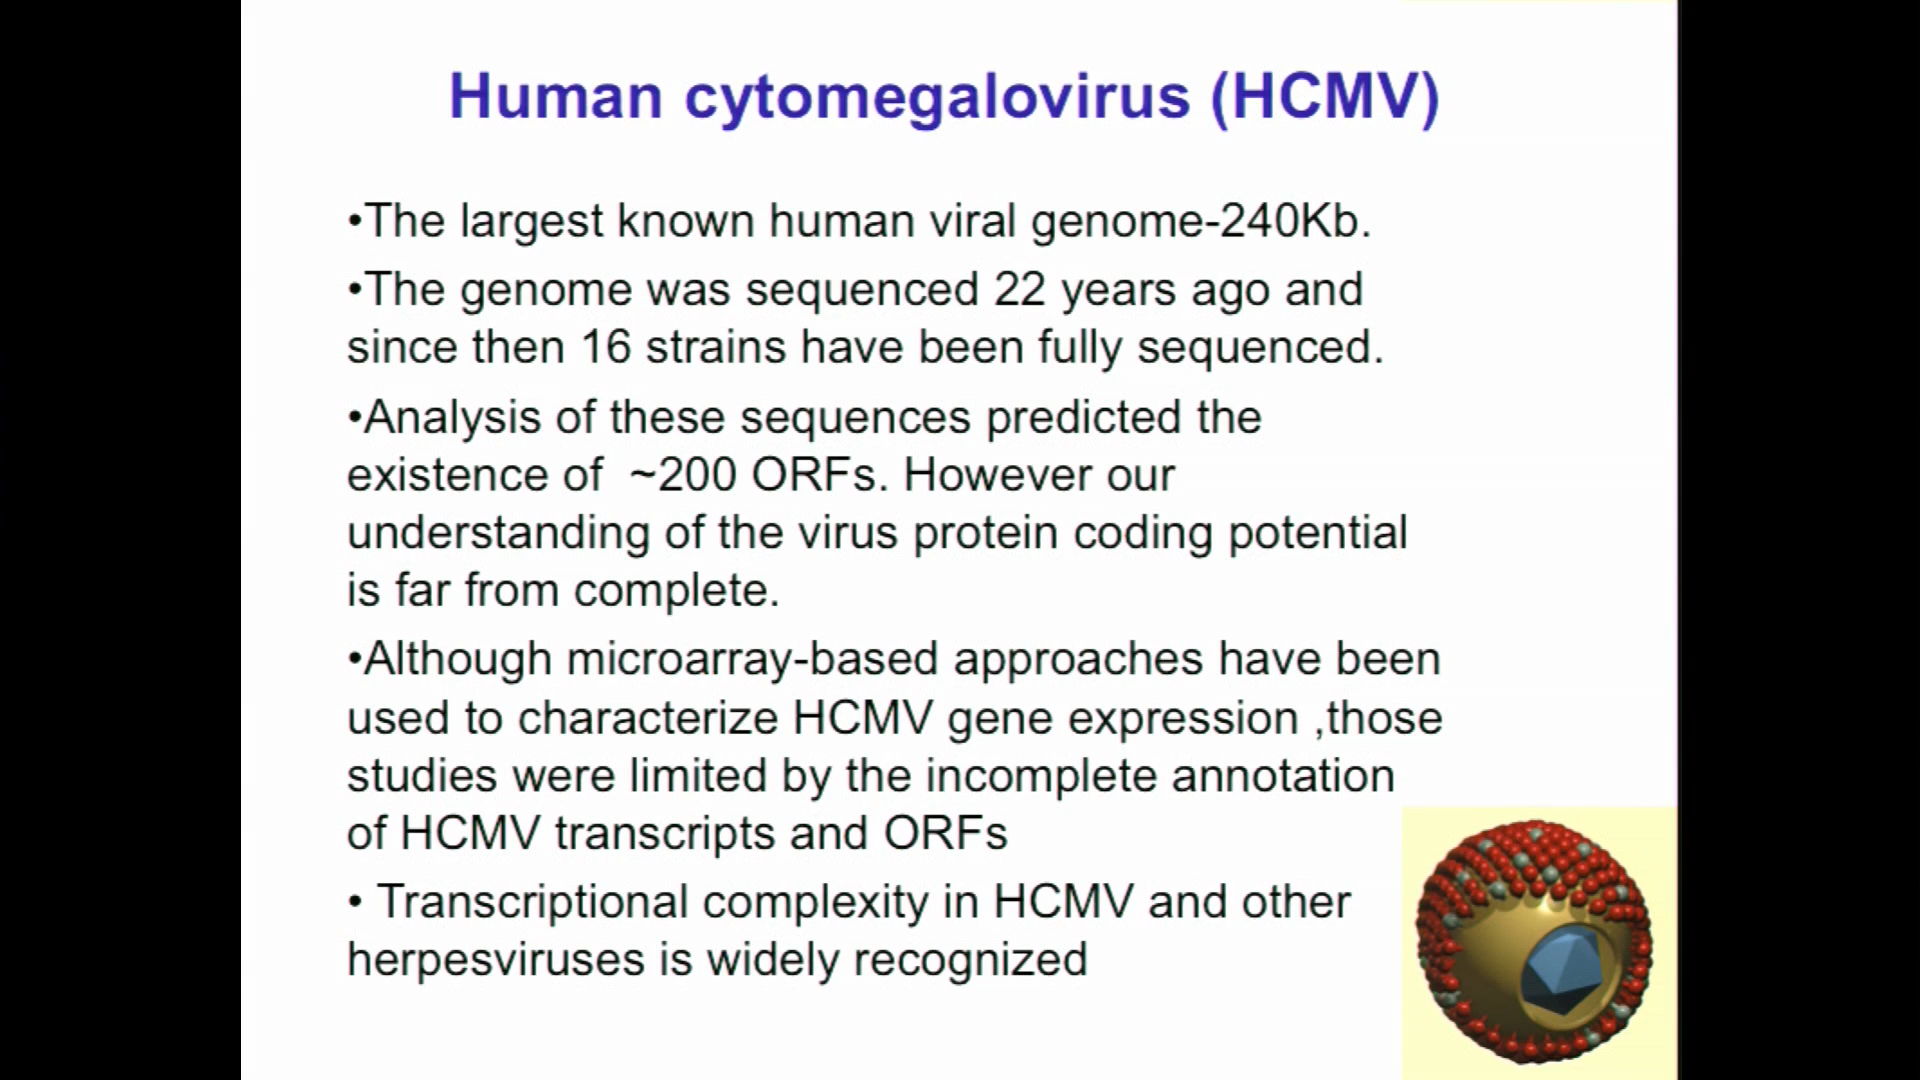 Human cytomegalovirus (HCMV)
•The largest known human viral genome-240Kb.
•The genome was sequenced 22 years ago and
since then 16 strains have been fully sequenced.
•Analysis of these sequences predicted the
existence of  ~200 ORFs. However our
understanding of the virus protein coding potential
is far from complete.
•Although microarray-based approaches have been
used to characterize HCMV gene expression ,those
studies were limited by the incomplete annotation
of HCMV transcripts and ORFs
• Transcriptional complexity in HCMV and other
herpesviruses is widely recognized